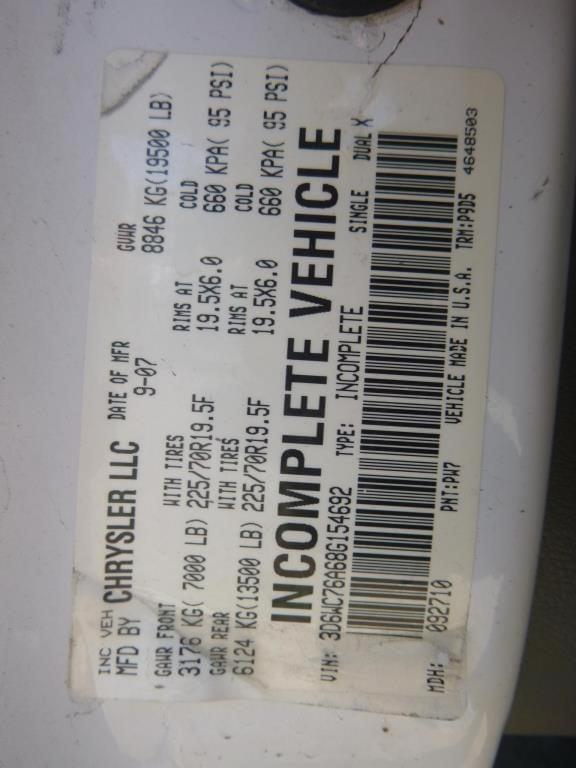 INC VEH
MFD BY CHRYSLER LLC DATE OF MFR GVWR
9-07 8846 KG(19500 LB)
GAWR FRONT WITH TIRES RIMS AT COLD
3176 KG( 7000 LB) 225/70R19.5F 19.5X6.0 660 KPA( 95 PSI)
GAWR REAR WITH TIRES RIMS AT COLD
6124 KG(13500 LB) 225/70R19.5F 19.5X6.0 660 KPA( 95 PSI)
INCOMPLETE VEHICLE
VIN: 3D6WC76A68G154692 TYPE: INCOMPLETE SINGLE DUAL X
MDH: 092710 PNT:PW7 VEHICLE MADE IN U.S.A. TRM:P9D5 4648503